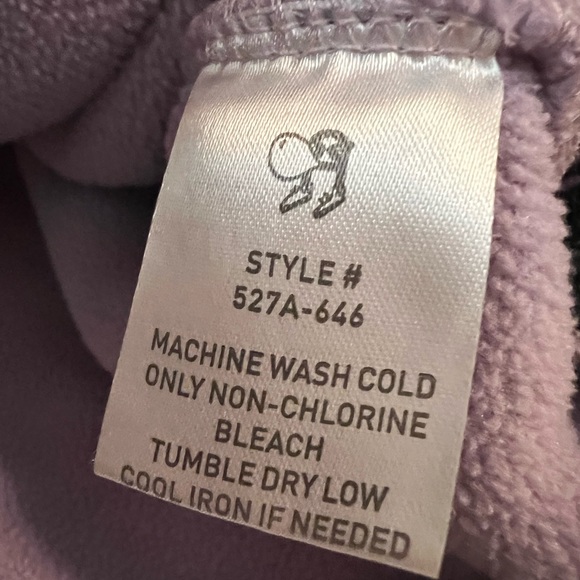 STYLE #
527A-646
MACHINE WASH COLD
ONLY NON-CHLORINE
BLEACH
TUMBLE DRY LOW
COOL IRON IF NEEDED